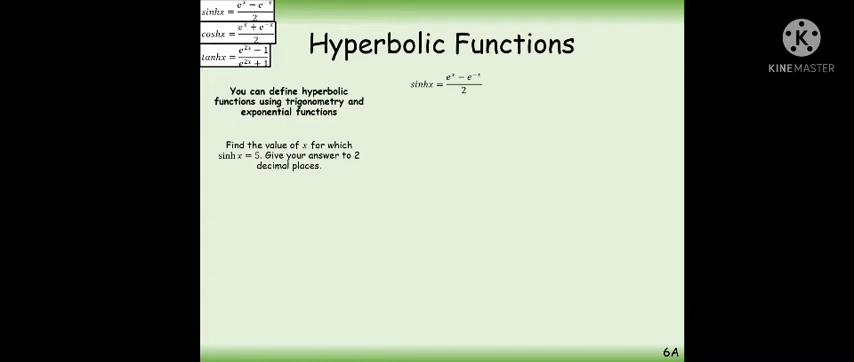 sinhx = (e^x − e^−x)/2
coshx = (e^x + e^−x)/2
tanhx = (e^2x − 1)/(e^2x + 1)
Hyperbolic Functions
KINEMASTER
You can define hyperbolic
functions using trigonometry and
exponential functions
sinhx = (e^x − e^−x)/2
Find the value of x for which
sinh x = 5. Give your answer to 2
decimal places.
6A